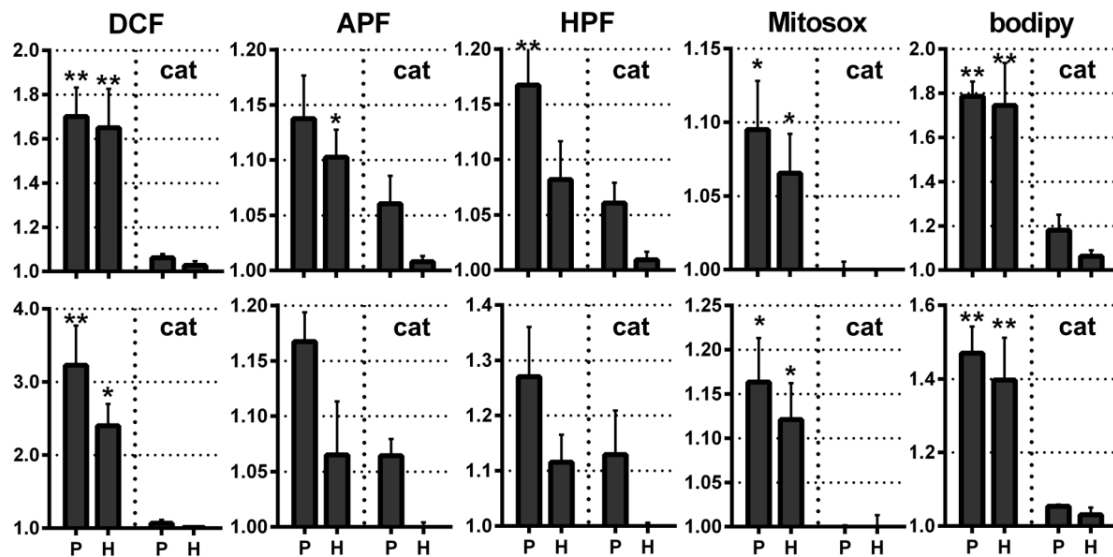 DCF APF HPF Mitosox bodipy
2.0 1.20 1.20 1.15 2.0
** ** cat cat ** cat cat ** ** cat
1.8 1.15 1.15 * * 1.10 1.8
1.6 * 1.6
1.4 1.10 1.10 1.05 1.4
1.2 1.05 1.05 1.2
1.0 1.00 1.00 1.00 1.0
P H P H P H P H P H P H P H P H P H P H
4.0 1.20 1.4 1.25 1.6
** cat cat cat * cat ** ** cat
3.0 * 1.15 1.3 1.20 * 1.4
1.10 1.2 1.15
2.0 1.10 1.2
1.05 1.1 1.05
1.0 1.00 1.0 1.00 1.0
P H P H P H P H P H P H P H P H P H P H